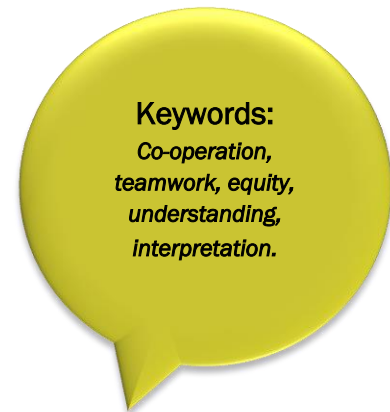 Keywords:
Co-operation,
teamwork, equity,
understanding,
interpretation.